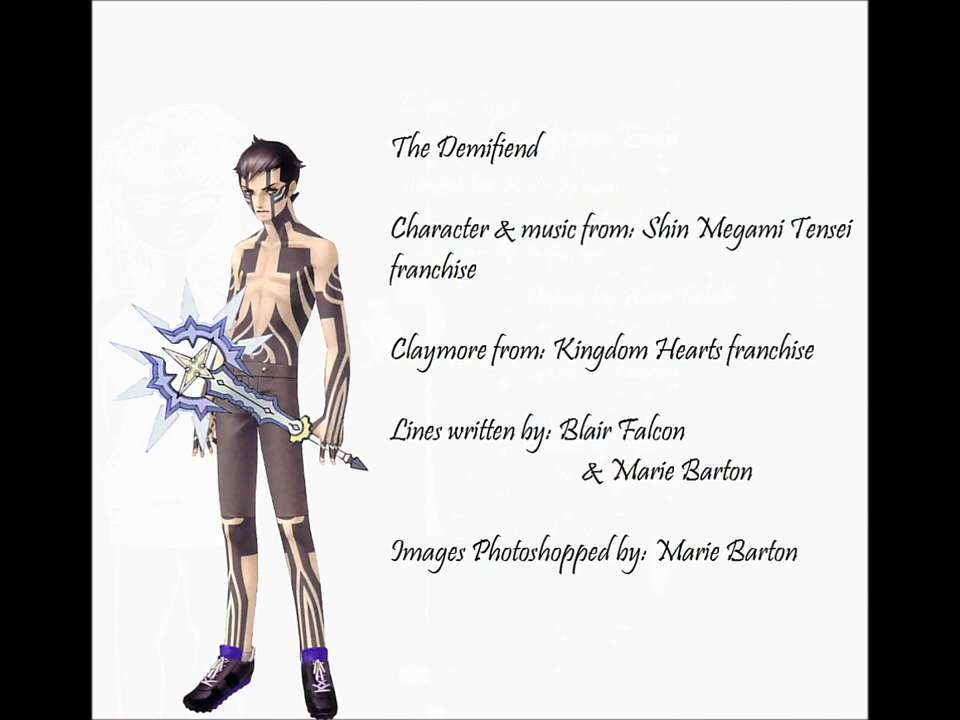 The Demifiend
Character & music from: Shin Megami Tensei
franchise
Claymore from: Kingdom Hearts franchise
Lines written by: Blair Falcon
& Marie Barton
Images Photoshopped by: Marie Barton